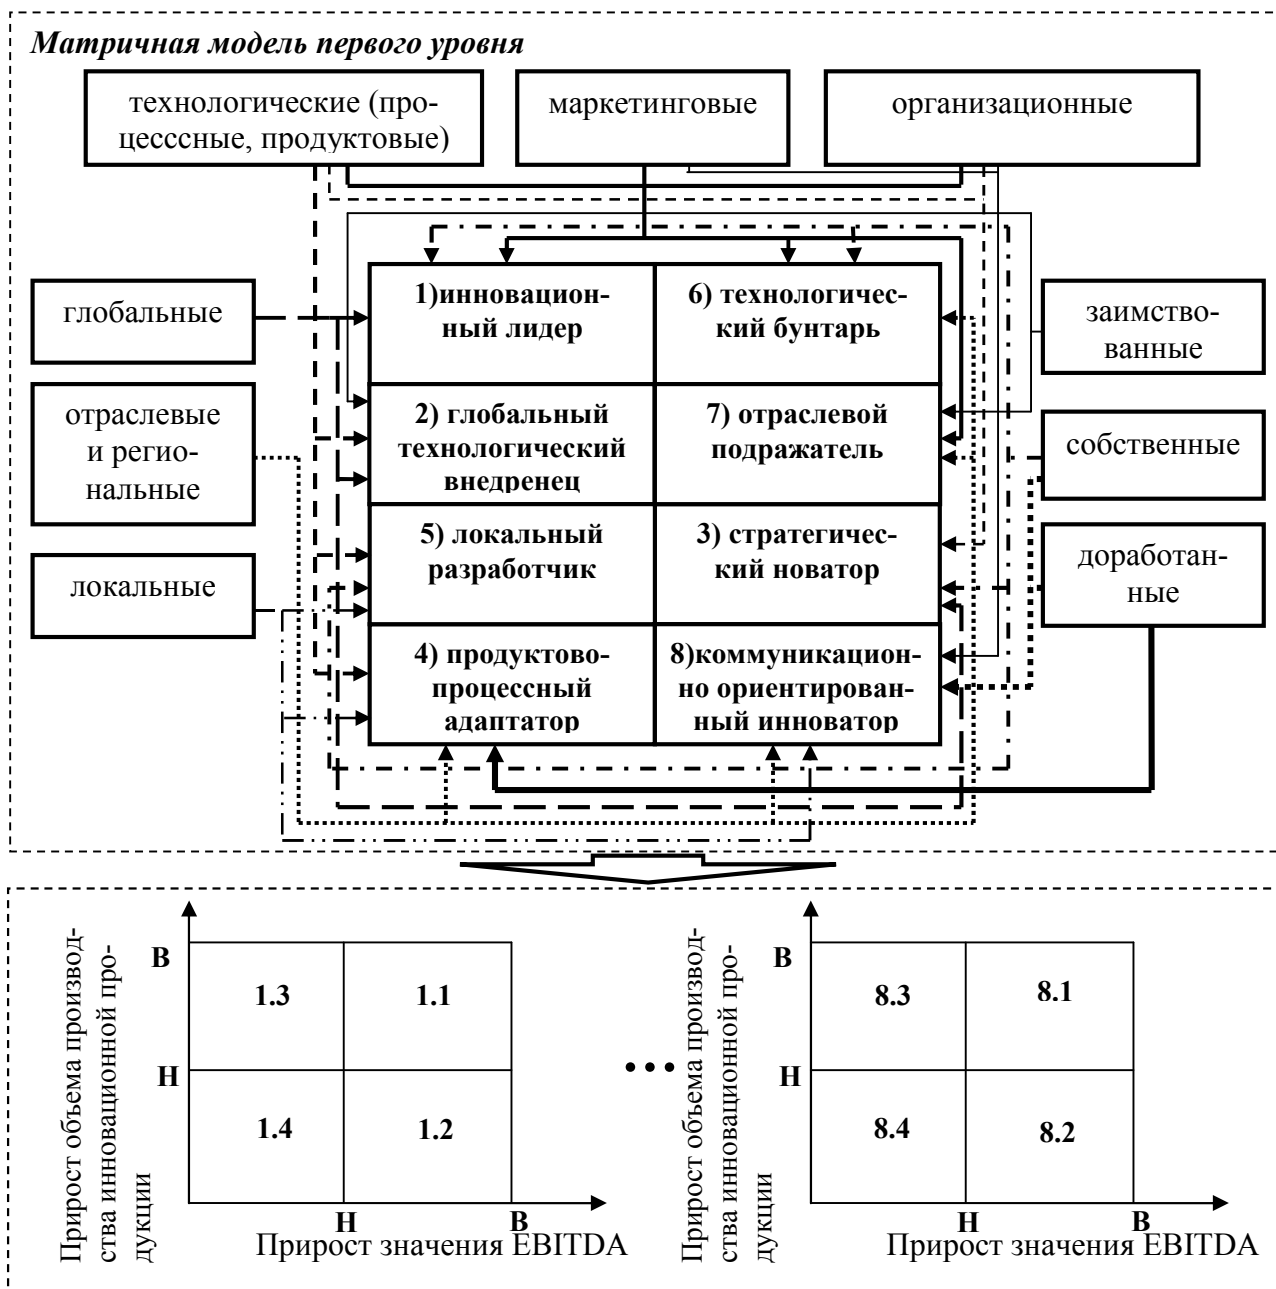 Матричная модель первого уровня
технологические (про-
цесссные, продуктовые)
маркетинговые
организационные
глобальные
отраслевые
и регио-
нальные
локальные
1)инновацион-
ный лидер
6) технологичес-
кий бунтарь
2) глобальный
технологический
внедренец
7) отраслевой
подражатель
5) локальный
разработчик
3) стратегичес-
кий новатор
4) продуктово-
процессный
адаптатор
8)коммуникацион-
но ориентирован-
ный инноватор
заимство-
ванные
собственные
доработан-
ные
Прирост объема производ-
ства инновационной про-
дукции
В
Н
1.3
1.1
1.4
1.2
Н
В
Прирост значения EBITDA
...
Прирост объема производ-
ства инновационной про-
дукции
В
Н
8.3
8.1
8.4
8.2
Н
В
Прирост значения EBITDA